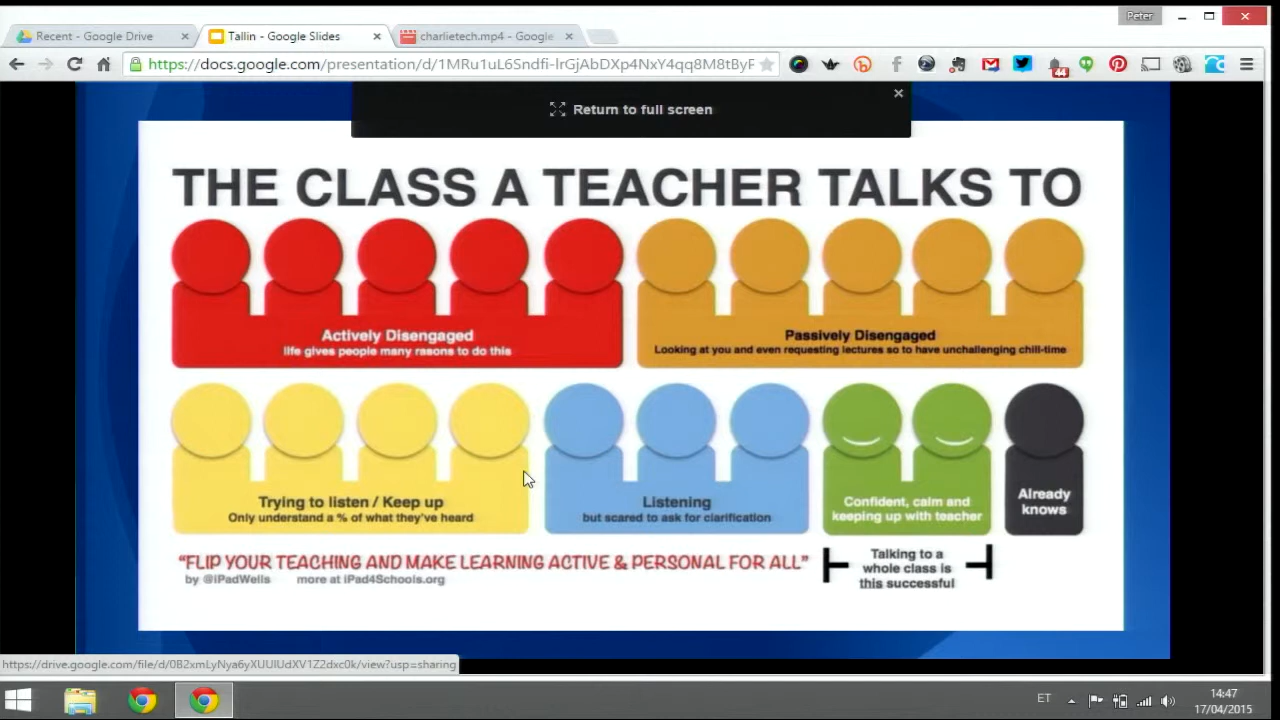 Peter
Recent - Google Drive
Tallin - Google Slides
charlietech.mp4 - Google
https://docs.google.com/presentation/d/1MRu1uL6Sndfi-lrGjAbDXp4NxY4qq8M8tByF
44
Return to full screen
THE CLASS A TEACHER TALKS TO
Actively Disengaged
life gives people many rasons to do this
Passively Disengaged
Looking at you and even requesting lectures so to have unchallenging chill-time
Trying to listen / Keep up
Only understand a % of what they've heard
Listening
but scared to ask for clarification
Confident, calm and
keeping up with teacher
Already
knows
"FLIP YOUR TEACHING AND MAKE LEARNING ACTIVE & PERSONAL FOR ALL"
by @iPadWells more at iPad4Schools.org
Talking to a
whole class is
this successful
https://drive.google.com/file/d/0B2xmLyNya6yXUUlUdXV1Z2dxc0k/view?usp=sharing
ET
14:47
17/04/2015